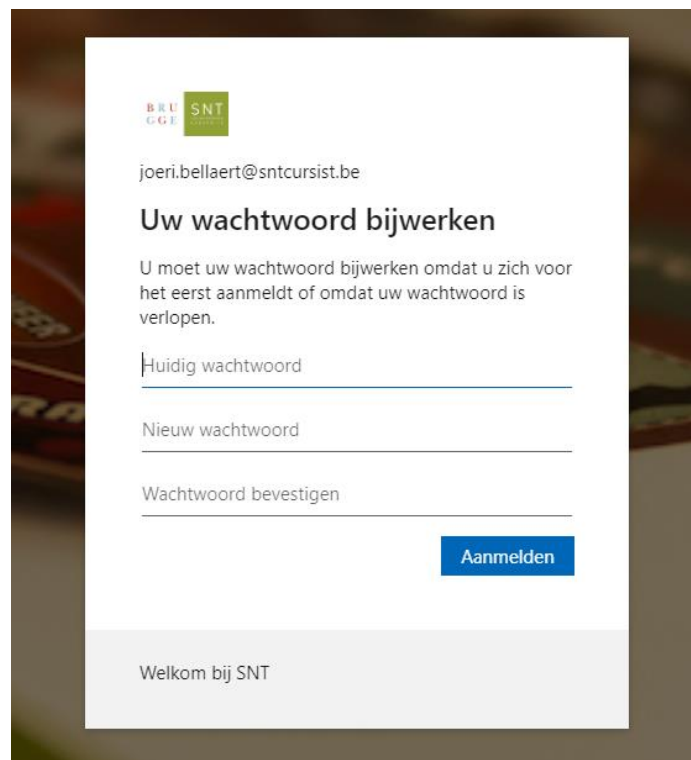 BRU
GGE
SNT
joeri.bellaert@sntcursist.be
Uw wachtwoord bijwerken
U moet uw wachtwoord bijwerken omdat u zich voor
het eerst aanmeldt of omdat uw wachtwoord is
verlopen.
Huidig wachtwoord
Nieuw wachtwoord
Wachtwoord bevestigen
Aanmelden
Welkom bij SNT